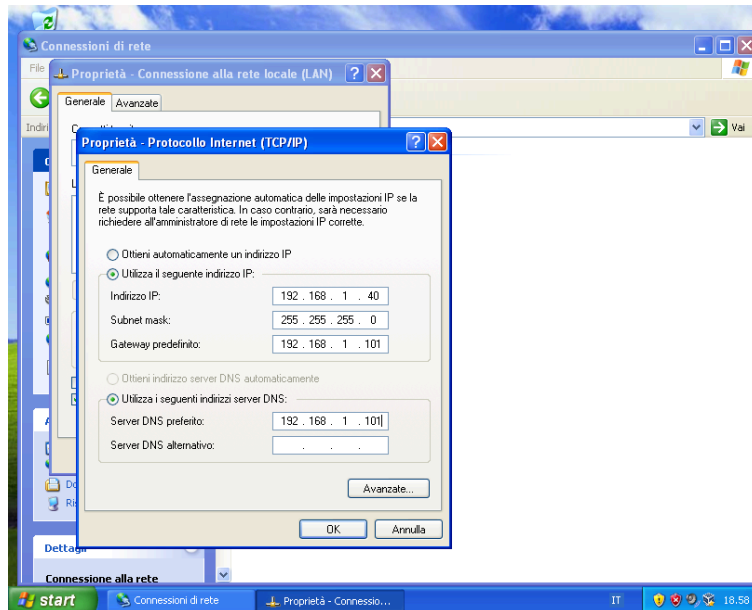 Connessioni di rete
File
Proprietà - Connessione alla rete locale (LAN)
Generale Avanzate
Vai
Proprietà - Protocollo Internet (TCP/IP)
Generale
È possibile ottenere l'assegnazione automatica delle impostazioni IP se la
rete supporta tale caratteristica. In caso contrario, sarà necessario
richiedere all'amministratore di rete le impostazioni IP corrette.
Ottieni automaticamente un indirizzo IP
Utilizza il seguente indirizzo IP:
Indirizzo IP: 192 . 168 . 1 . 40
Subnet mask: 255 . 255 . 255 . 0
Gateway predefinito: 192 . 168 . 1 . 101
Ottieni indirizzo server DNS automaticamente
Utilizza i seguenti indirizzi server DNS:
Server DNS preferito: 192 . 168 . 1 . 101
Server DNS alternativo: . . .
Avanzate...
OK Annulla
Connessione alla rete
start Connessioni di rete Proprietà - Connessio... IT 18.58